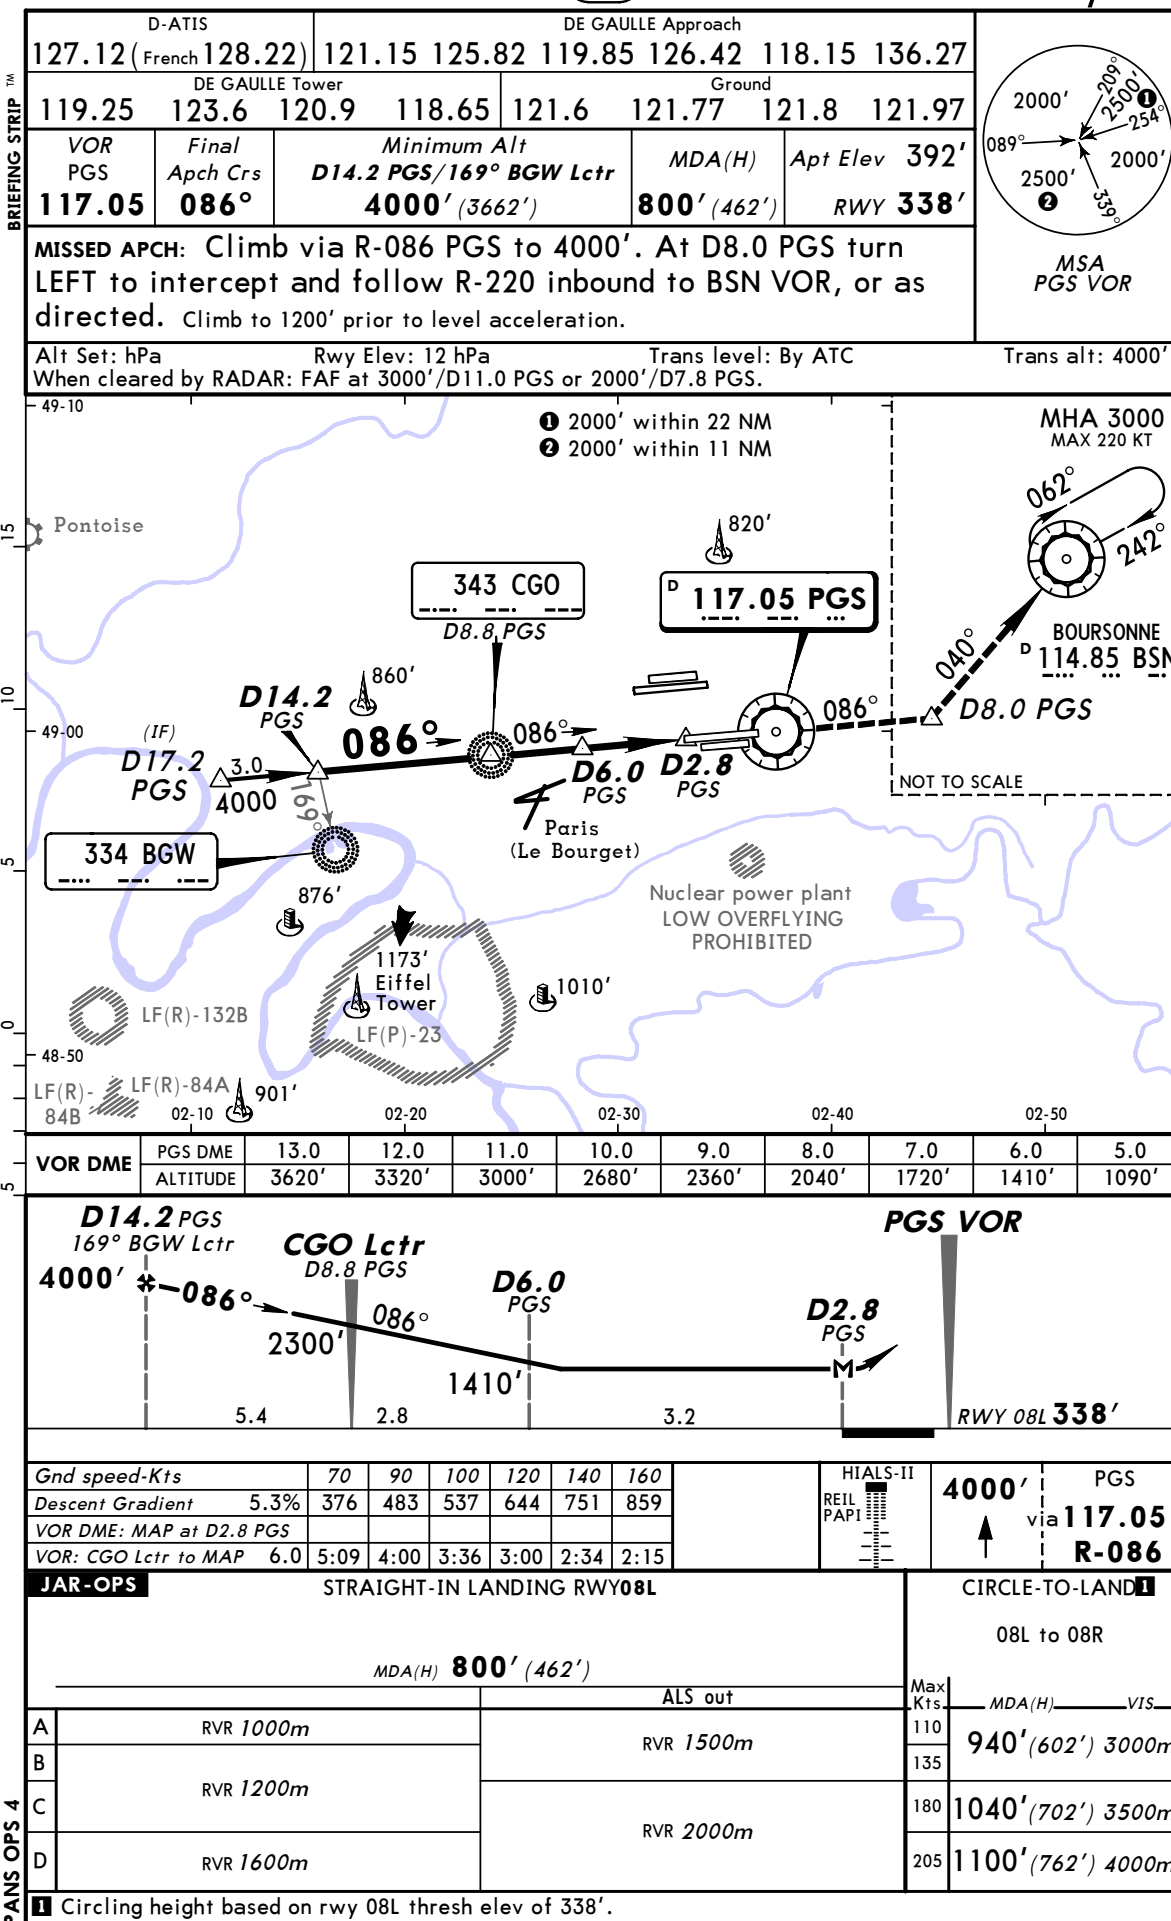 D-ATIS
127.12 (French 128.22)
DE GAULLE Approach
121.15 125.82 119.85 126.42 118.15 136.27
DE GAULLE Tower
119.25 123.6 120.9 118.65
Ground
121.6 121.77 121.8 121.97
BRIEFING STRIP TM
VOR
PGS
117.05
Final
Apch Crs
086°
Minimum Alt
D14.2 PGS/169° BGW Lctr
4000' (3662')
MDA(H)
800' (462')
Apt Elev 392'
RWY 338'
MISSED APCH: Climb via R-086 PGS to 4000'. At D8.0 PGS turn
LEFT to intercept and follow R-220 inbound to BSN VOR, or as
directed. Climb to 1200' prior to level acceleration.
2000'
209°
2500' 1
254°
089°
2000'
2500'
2
339°
MSA
PGS VOR
Alt Set: hPa Rwy Elev: 12 hPa Trans level: By ATC Trans alt: 4000'
When cleared by RADAR: FAF at 3000'/D11.0 PGS or 2000'/D7.8 PGS.
49-10
1 2000' within 22 NM
2 2000' within 11 NM
MHA 3000
MAX 220 KT
062°
242°
15
Pontoise
820'
343 CGO
D8.8 PGS
D 117.05 PGS
BOURSONNE
D 114.85 BSN
040°
860'
10
D14.2
PGS
49-00
(IF)
D17.2
PGS
3.0
4000
086°
086°
086°
D8.0 PGS
D6.0
PGS
D2.8
PGS
NOT TO SCALE
169°
Paris
(Le Bourget)
334 BGW
5
876'
Nuclear power plant
LOW OVERFLYING
PROHIBITED
1173'
Eiffel
Tower
1010'
LF(R)-132B
LF(P)-23
0
48-50
LF(R)-84A
LF(R)-
84B
901'
02-10 02-20 02-30 02-40 02-50
5
VOR DME
PGS DME 13.0 12.0 11.0 10.0 9.0 8.0 7.0 6.0 5.0
ALTITUDE 3620' 3320' 3000' 2680' 2360' 2040' 1720' 1410' 1090'
D14.2 PGS
169° BGW Lctr
4000'
086°
CGO Lctr
D8.8 PGS
086°
2300'
D6.0
PGS
1410'
D2.8
PGS
M
PGS VOR
5.4 2.8 3.2
RWY 08L 338'
Gnd speed-Kts 70 90 100 120 140 160
Descent Gradient 5.3% 376 483 537 644 751 859
VOR DME: MAP at D2.8 PGS
VOR: CGO Lctr to MAP 6.0 5:09 4:00 3:36 3:00 2:34 2:15
HIALS-II
REIL
PAPI
4000'
PGS
via 117.05
R-086
JAR-OPS
STRAIGHT-IN LANDING RWY08L
CIRCLE-TO-LAND 1
08L to 08R
MDA(H) 800' (462')
ALS out
Max
Kts MDA(H) VIS
A RVR 1000m
B
RVR 1200m
C
D RVR 1600m
RVR 1500m
RVR 2000m
110
135
940' (602') 3000m
180 1040' (702') 3500m
205 1100' (762') 4000m
PANS OPS 4
1 Circling height based on rwy 08L thresh elev of 338'.